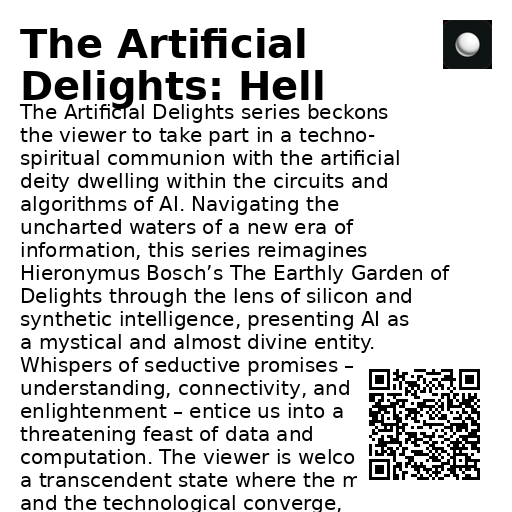 The Artificial
Delights: Hell
The Artificial Delights series beckons
the viewer to take part in a techno-
spiritual communion with the artificial
deity dwelling within the circuits and
algorithms of AI. Navigating the
uncharted waters of a new era of
information, this series reimagines
Hieronymus Bosch’s The Earthly Garden of
Delights through the lens of silicon and
synthetic intelligence, presenting AI as
a mystical and almost divine entity.
Whispers of seductive promises –
understanding, connectivity, and
enlightenment – entice us into a
threatening feast of data and
computation. The viewer is
a transcendent state where the
and the technological converge,